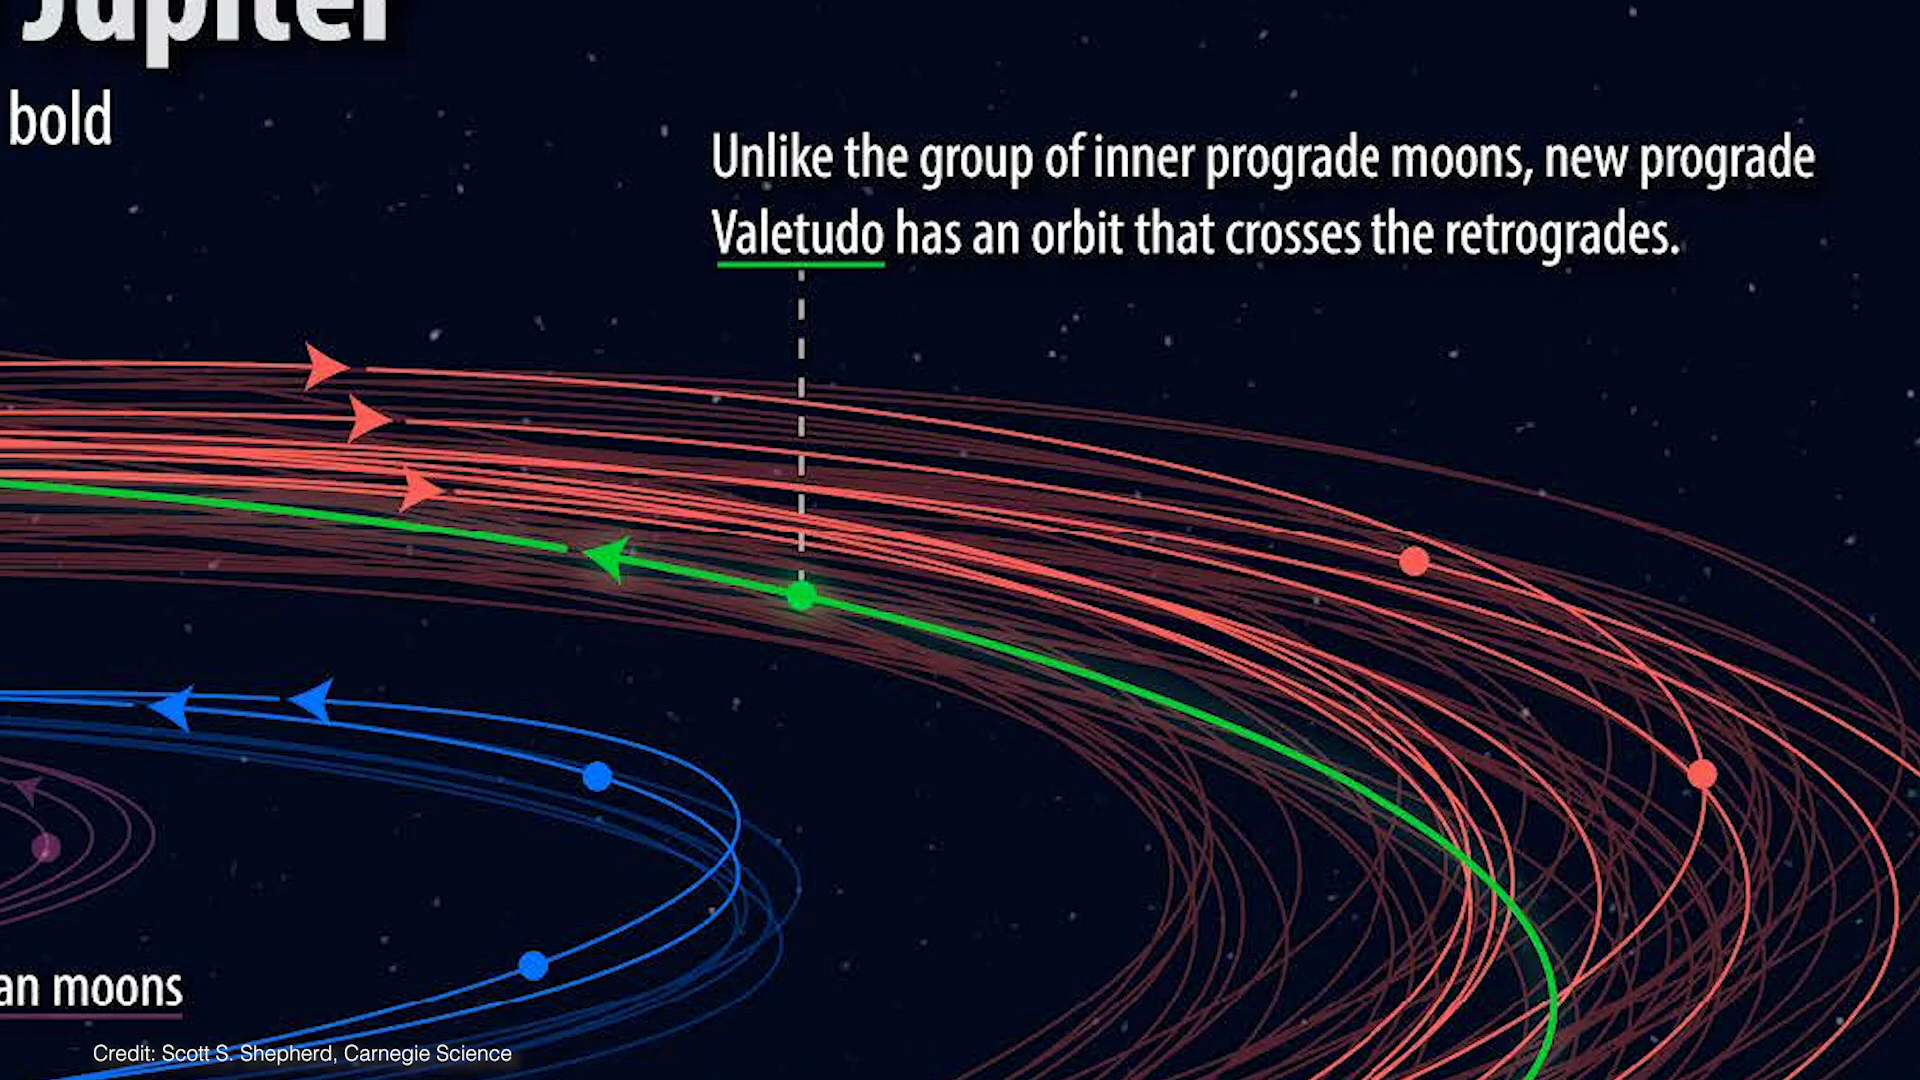 Jupiter
bold
Unlike the group of inner prograde moons, new prograde
Valetudo has an orbit that crosses the retrogrades.
an moons
Credit: Scott S. Shepherd, Carnegie Science